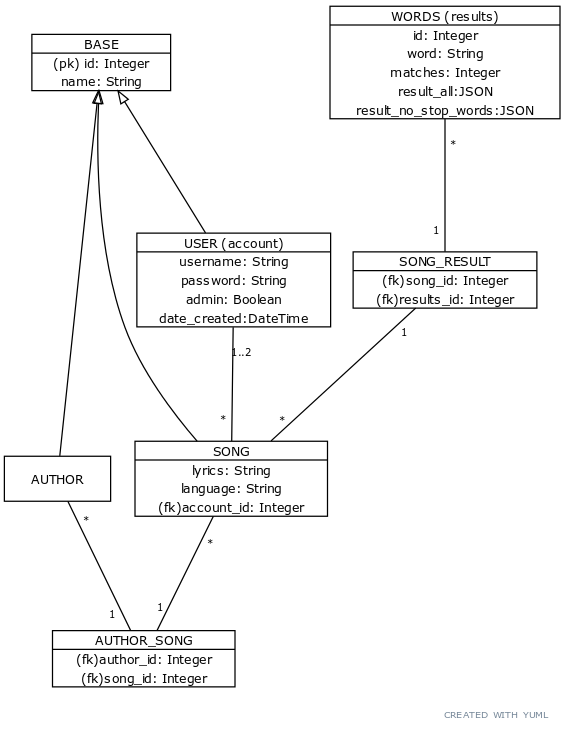 WORDS (results)
id: Integer
word: String
matches: Integer
result_all:JSON
result_no_stop_words:JSON
BASE
(pk) id: Integer
name: String
*
1
USER (account)
username: String
password: String
admin: Boolean
date_created:DateTime
SONG_RESULT
(fk)song_id: Integer
(fk)results_id: Integer
1
1..2
*
*
SONG
lyrics: String
language: String
(fk)account_id: Integer
AUTHOR
*
*
1
1
AUTHOR_SONG
(fk)author_id: Integer
(fk)song_id: Integer
CREATED WITH YUML